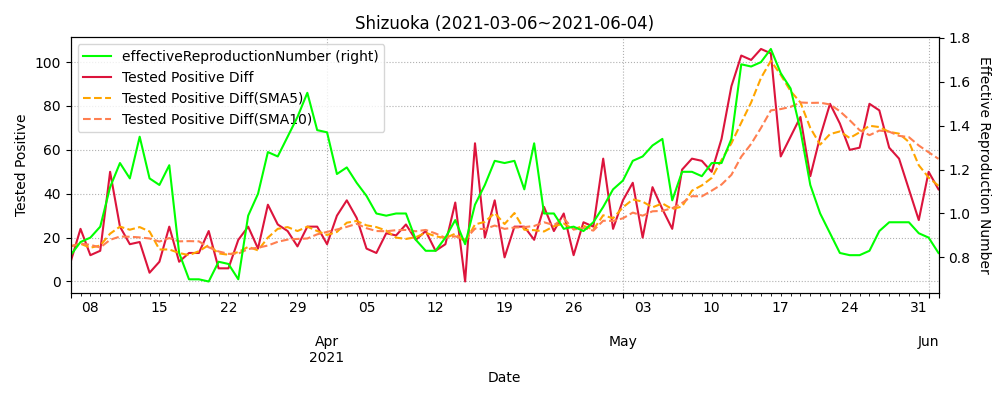 Shizuoka (2021-03-06~2021-06-04)
effectiveReproductionNumber (right)
Tested Positive Diff
Tested Positive Diff(SMA5)
Tested Positive Diff(SMA10)
Tested Positive
100
80
60
40
20
0
1.8
1.6
1.4
1.2
1.0
0.8
Effective Reproduction Number
08 15 22 29 05 12 19 26 03 10 17 24 31
Apr May Jun
2021
Date